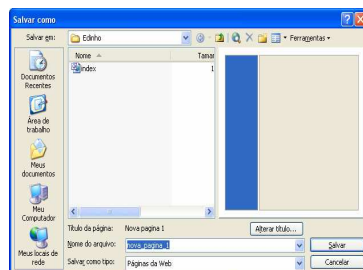 Salvar como
Salvar em: Edinho
Nome Tamar
index 1
Documentos
Recentes
Área de
trabalho
Meus
documentos
Meu
Computador
Meus locais de
rede
Ferramentas
Título da página: Nova pagina 1
Alterar título...
Nome do arquivo: nova_pagina_1
Salvar
Salvar como tipo: Páginas da Web
Cancelar